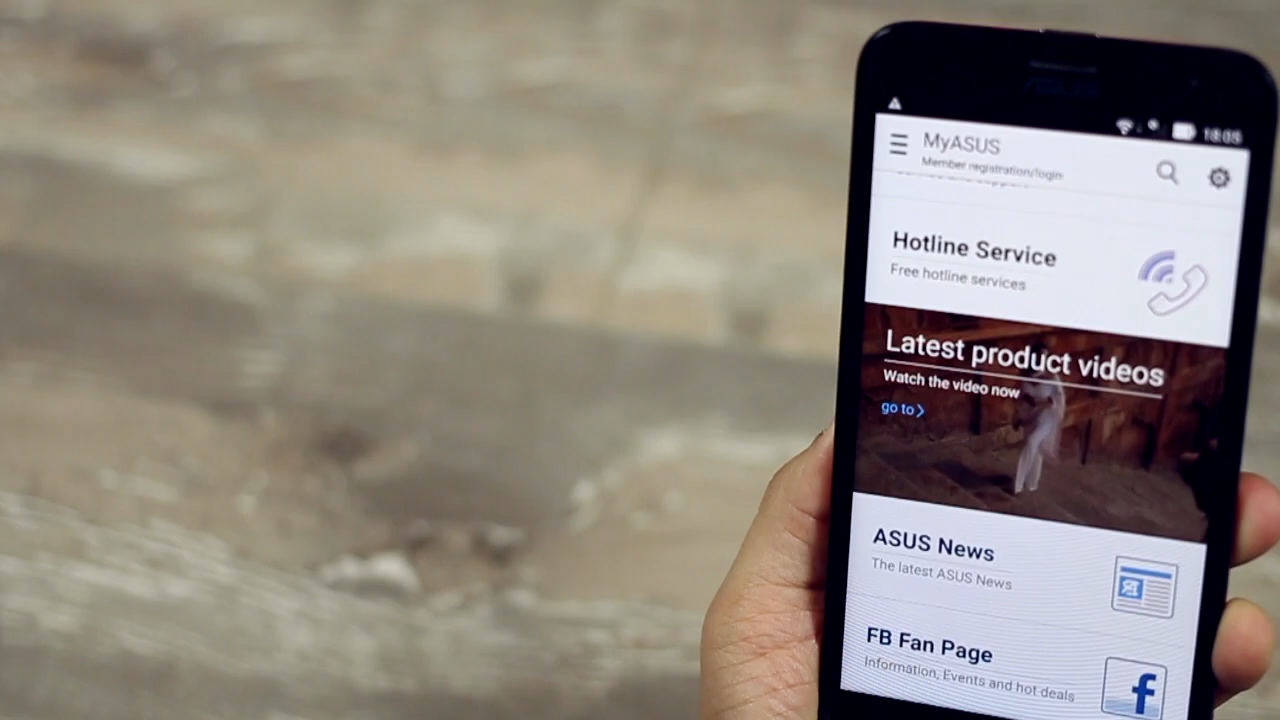 18:05
MyASUS
Member registration/login
Hotline Service
Free hotline services
Latest product videos
Watch the video now
go to >
ASUS News
The latest ASUS News
FB Fan Page
Information, Events and hot deals